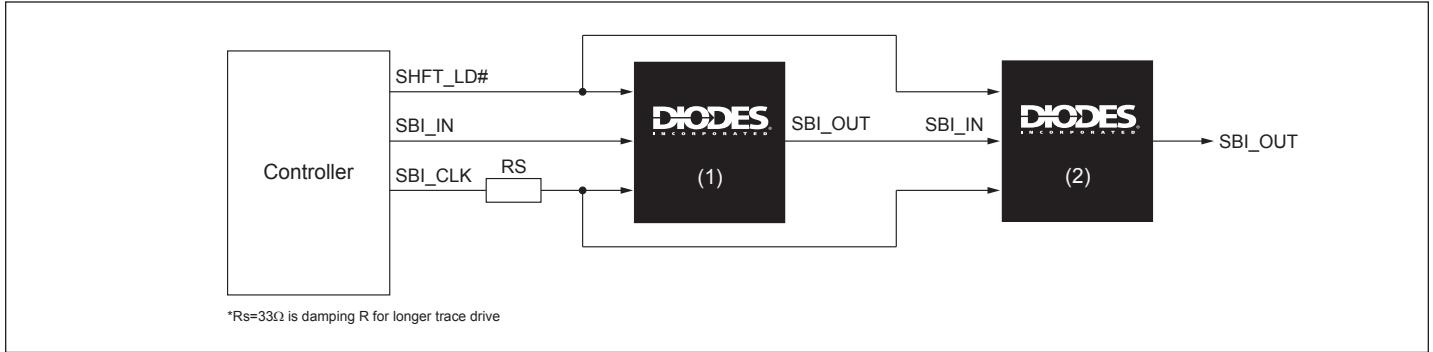 SHFT_LD#
SBI_IN
SBI_CLK
RS
Controller
DIODES®
INCORPORATED
(1)
SBI_OUT
SBI_IN
DIODES®
INCORPORATED
(2)
SBI_OUT
*Rs=33Ω is damping R for longer trace drive